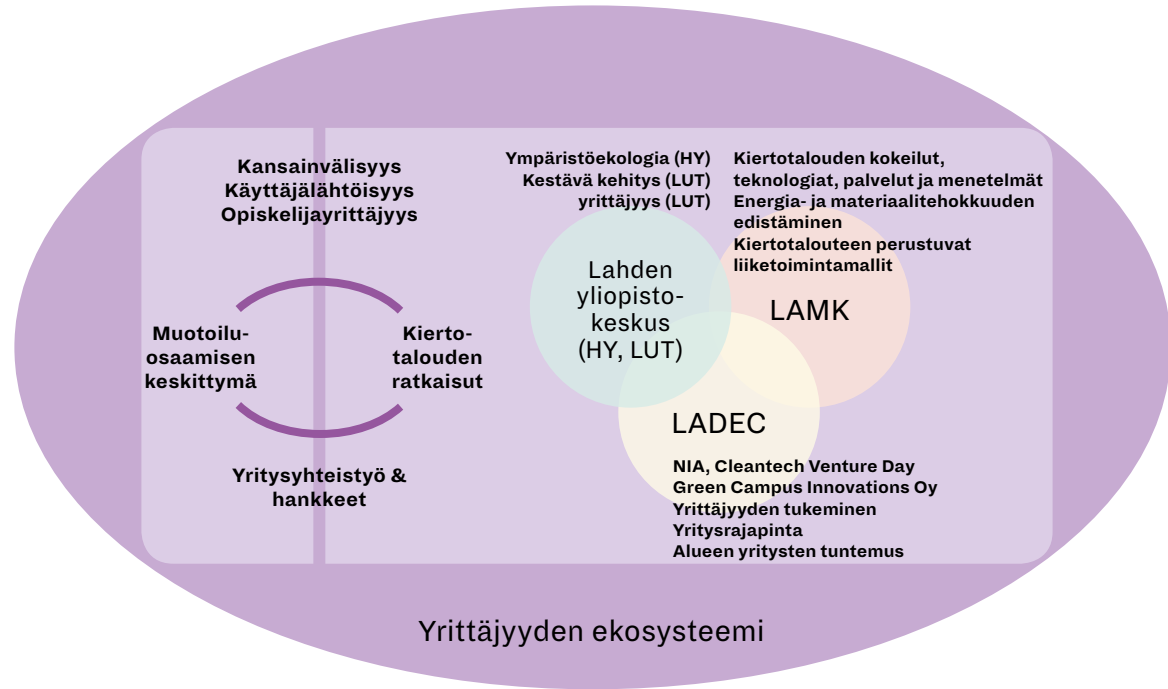 Kansainvälisyys
Käyttäjälähtöisyys
Opiskelijayrittäjyys
Muotoilu-
osaamisen
keskittymä
Kierto-
talouden
ratkaisut
Yritysyhteistyö &
hankkeet
Ympäristöekologia (HY)
Kestävä kehitys (LUT)
yrittäjyys (LUT)
Lahden
yliopisto-
keskus
(HY, LUT)
Kiertotalouden kokeilut,
teknologiat, palvelut ja menetelmät
Energia- ja materiaalitehokkuuden
edistäminen
Kiertotalouteen perustuvat
liiketoimintamallit
LAMK
LADEC
NIA, Cleantech Venture Day
Green Campus Innovations Oy
Yrittäjyyden tukeminen
Yritysrajapinta
Alueen yritysten tuntemus
Yrittäjyyden ekosysteemi